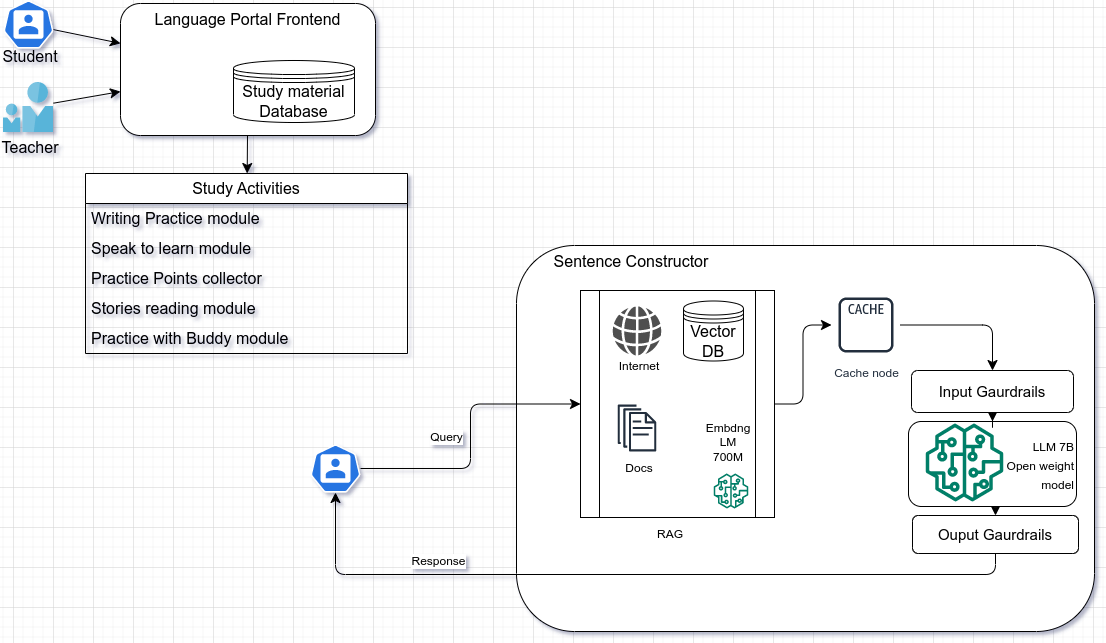 Language Portal Frontend
Student
Study material
Database
Teacher
Study Activities
Writing Practice module
Speak to learn module
Practice Points collector
Stories reading module
Practice with Buddy module
Sentence Constructor
Internet
Vector
DB
CACHE
Cache node
Input Gaurdrails
Query
Docs
Embdng
LM
700M
LLM 7B
Open weight
model
RAG
Ouput Gaurdrails
Response